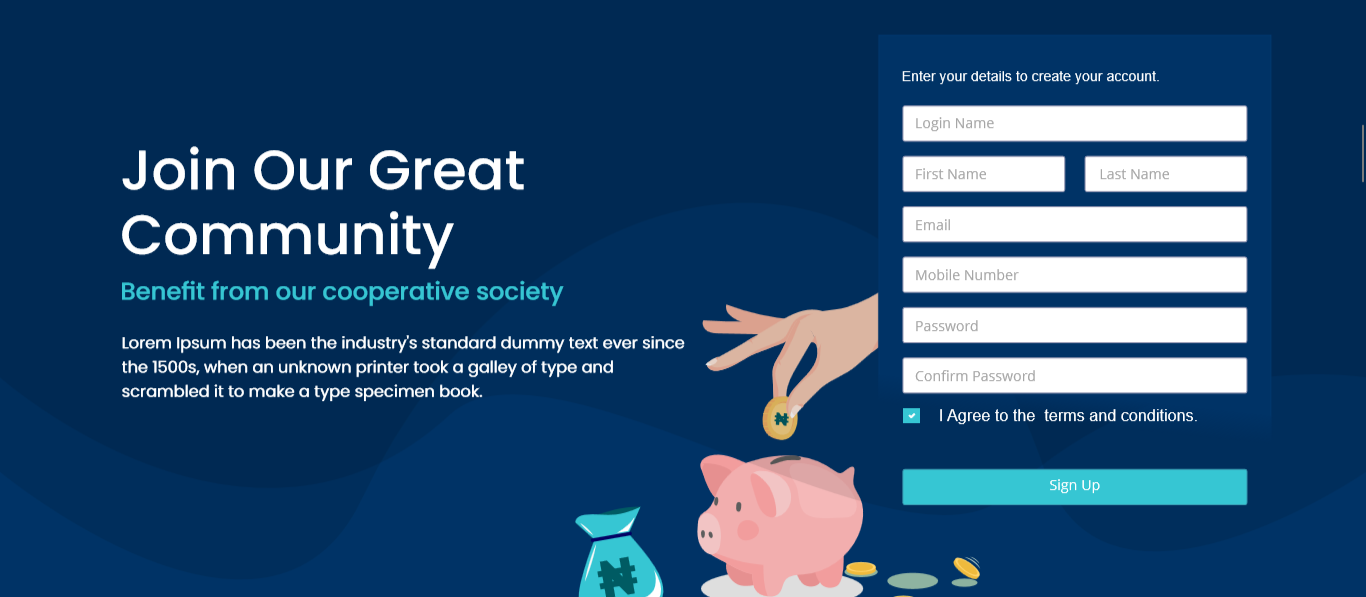 Join Our Great
Community
Benefit from our cooperative society
Lorem Ipsum has been the industry's standard dummy text ever since
the 1500s, when an unknown printer took a galley of type and
scrambled it to make a type specimen book.
₦
₦
Enter your details to create your account.
Login Name
First Name Last Name
Email
Mobile Number
Password
Confirm Password
I Agree to the  terms and conditions.
Sign Up